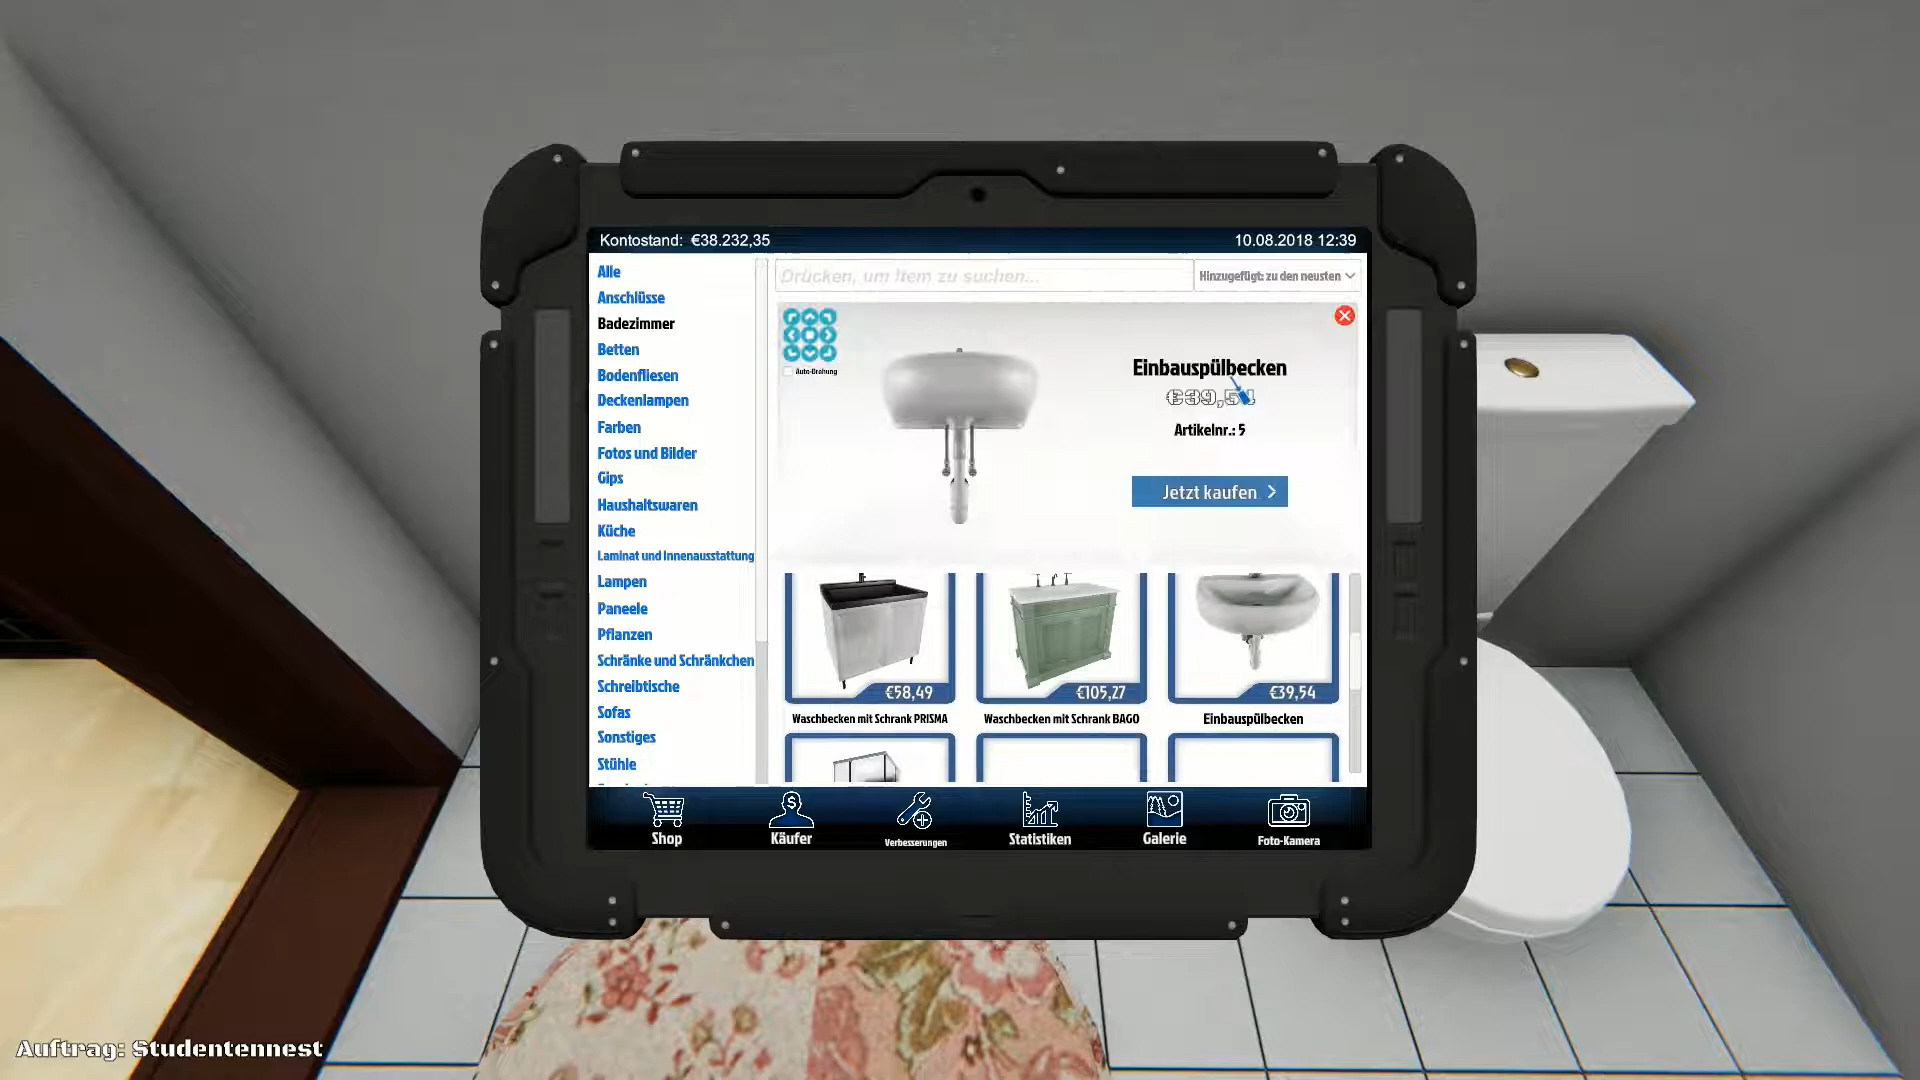 Kontostand: €38.232,35
10.08.2018 12:39
Alle
Anschlüsse
Badezimmer
Betten
Bodenfliesen
Deckenlampen
Farben
Fotos und Bilder
Gips
Haushaltswaren
Küche
Laminat und Innenausstattung
Lampen
Paneele
Pflanzen
Schränke und Schränkchen
Schreibtische
Sofas
Sonstiges
Stühle
Drücken, um Item zu suchen...
Hinzugefügt: zu den neusten
Auto-Drehung
Einbauspülbecken
€39,54
Artikelnr.: 5
Jetzt kaufen
€58,49
€105,27
€39,54
Waschbecken mit Schrank PRISMA
Waschbecken mit Schrank BAGO
Einbauspülbecken
Shop
Käufer
Verbesserungen
Statistiken
Galerie
Foto-Kamera
Auftrag: Studentennest